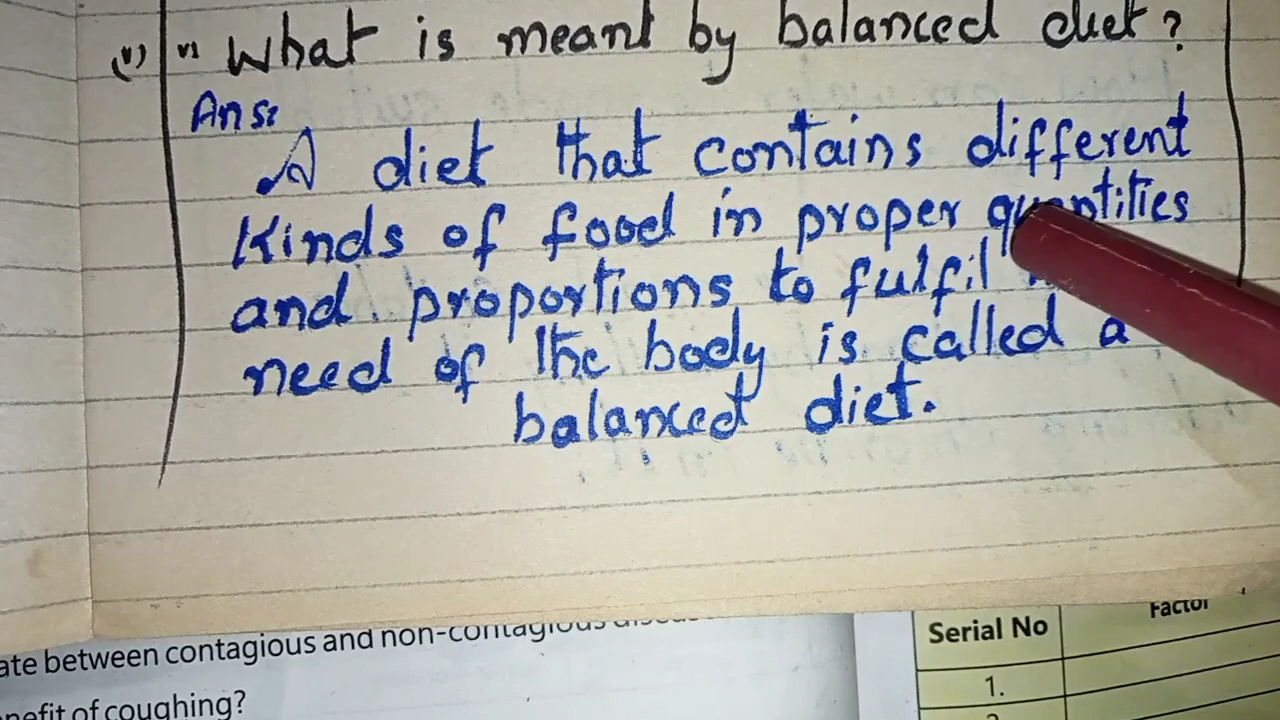 (v) " What is meant by balanced diet?
Ans:
A diet that contains different
kinds of food in proper quantities
and proportions to fulfil
need of the body is called a
balanced diet.
ate between contagious and non-contagious
nefit of coughing?
Serial No Factor
1.